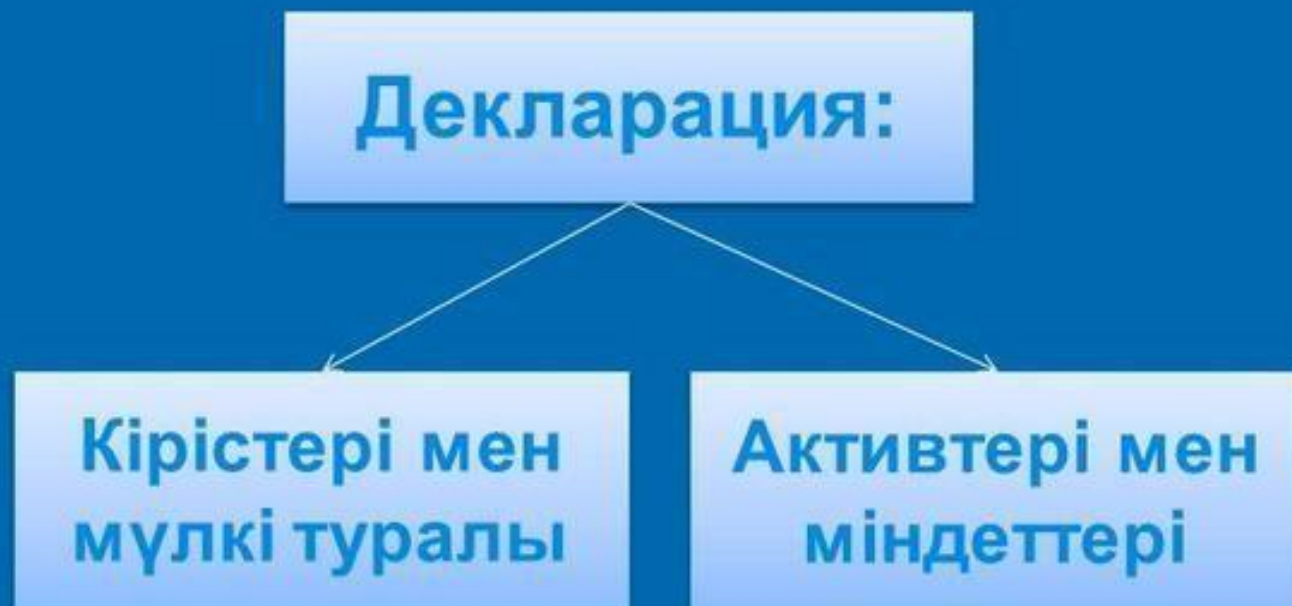 Декларация:
Кірістері мен
мүлкі туралы
Активтері мен
міндеттері